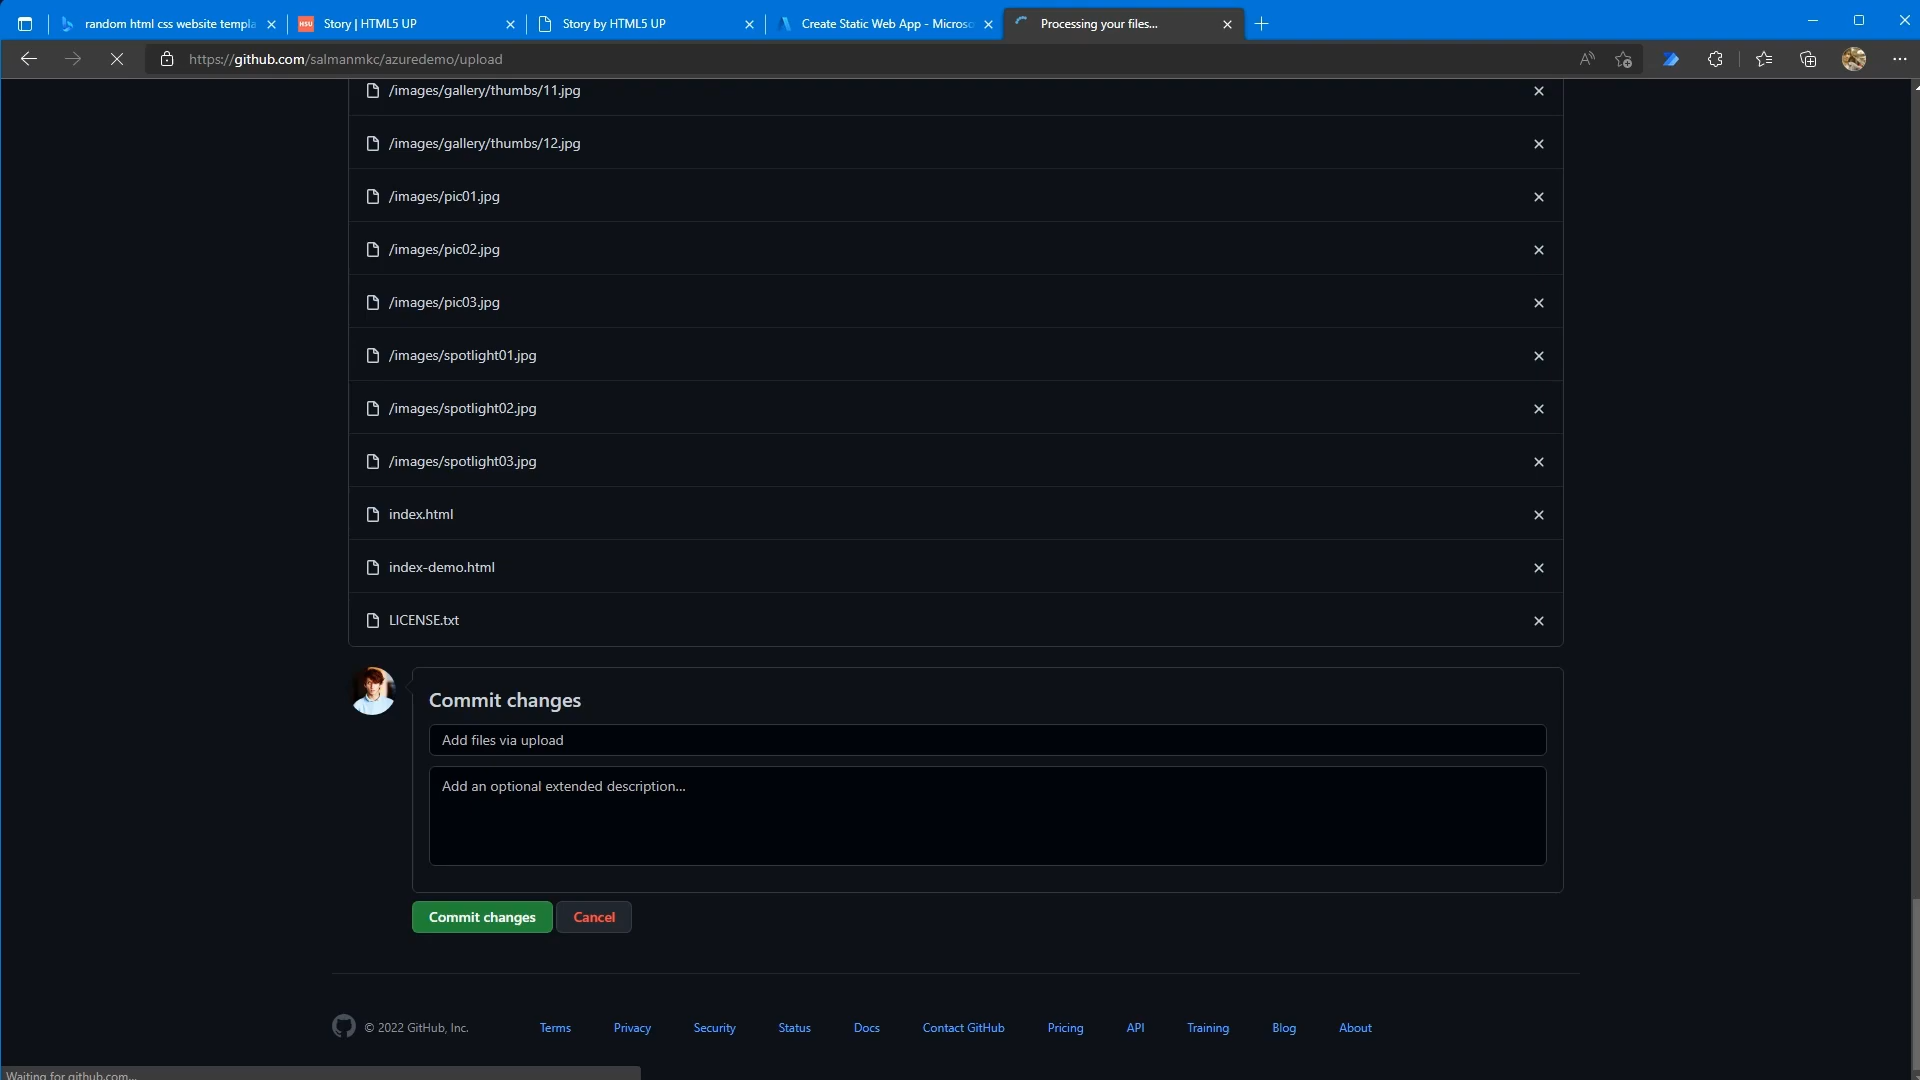 random html css website templa
Story | HTML5 UP
Story by HTML5 UP
Create Static Web App - Microso
Processing your files...
https://github.com/salmanmkc/azuredemo/upload
/images/gallery/thumbs/11.jpg
/images/gallery/thumbs/12.jpg
/images/pic01.jpg
/images/pic02.jpg
/images/pic03.jpg
/images/spotlight01.jpg
/images/spotlight02.jpg
/images/spotlight03.jpg
index.html
index-demo.html
LICENSE.txt
Commit changes
Add files via upload
Add an optional extended description...
Commit changes Cancel
© 2022 GitHub, Inc. Terms Privacy Security Status Docs Contact GitHub Pricing API Training Blog About
Waiting for github.com...